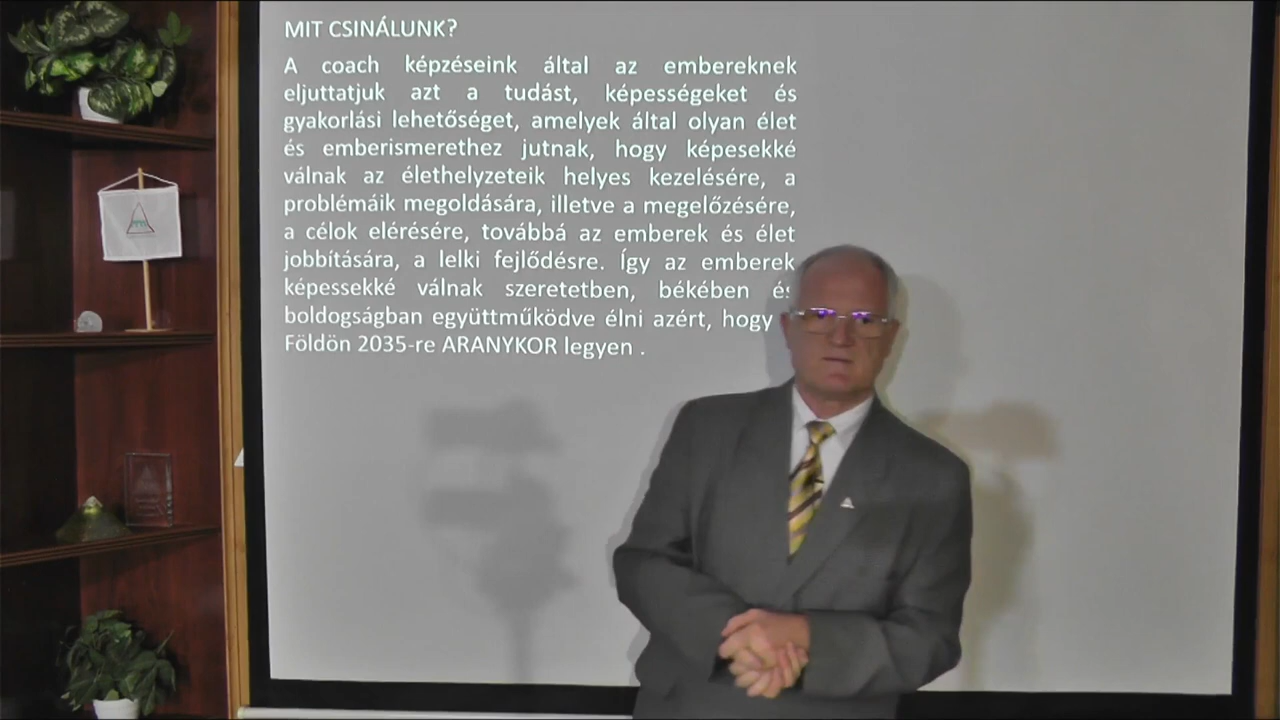 MIT CSINÁLUNK?
A coach képzéseink által az embereknek
eljuttatjuk azt a tudást, képességeket és
gyakorlási lehetőséget, amelyek által olyan élet
és emberismerethez jutnak, hogy képesekké
válnak az élethelyzeteik helyes kezelésére, a
problémáik megoldására, illetve a megelőzésére,
a célok elérésére, továbbá az emberek és élet
jobbítására, a lelki fejlődésre. Így az emberek
képessekké válnak szeretetben, békében és
boldogságban együttműködve élni azért, hogy
Földön 2035-re ARANYKOR legyen .